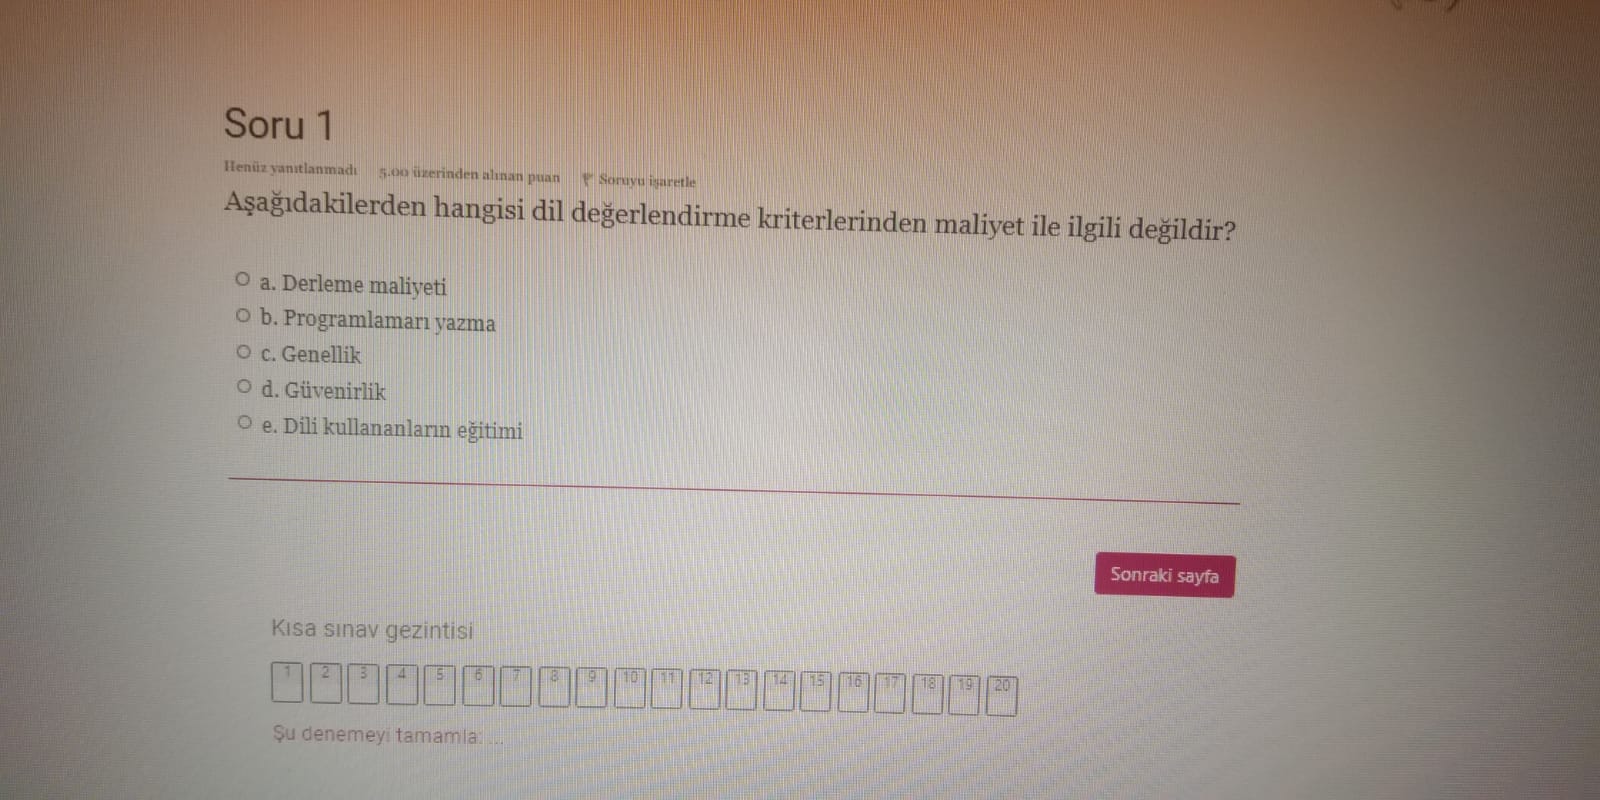 Soru 1
Henüz yanıtlanmadı 5.00 üzerinden alınan puan Soruyu işaretle
Aşağıdakilerden hangisi dil değerlendirme kriterlerinden maliyet ile ilgili değildir?
a. Derleme maliyeti
b. Programlamarı yazma
c. Genellik
d. Güvenirlik
e. Dili kullananların eğitimi
Sonraki sayfa
Kısa sınav gezintisi
1 2 3 4 5 6 7 8 9 10 11 12 13 14 15 16 17 18 19 20
Şu denemeyi tamamla: ...